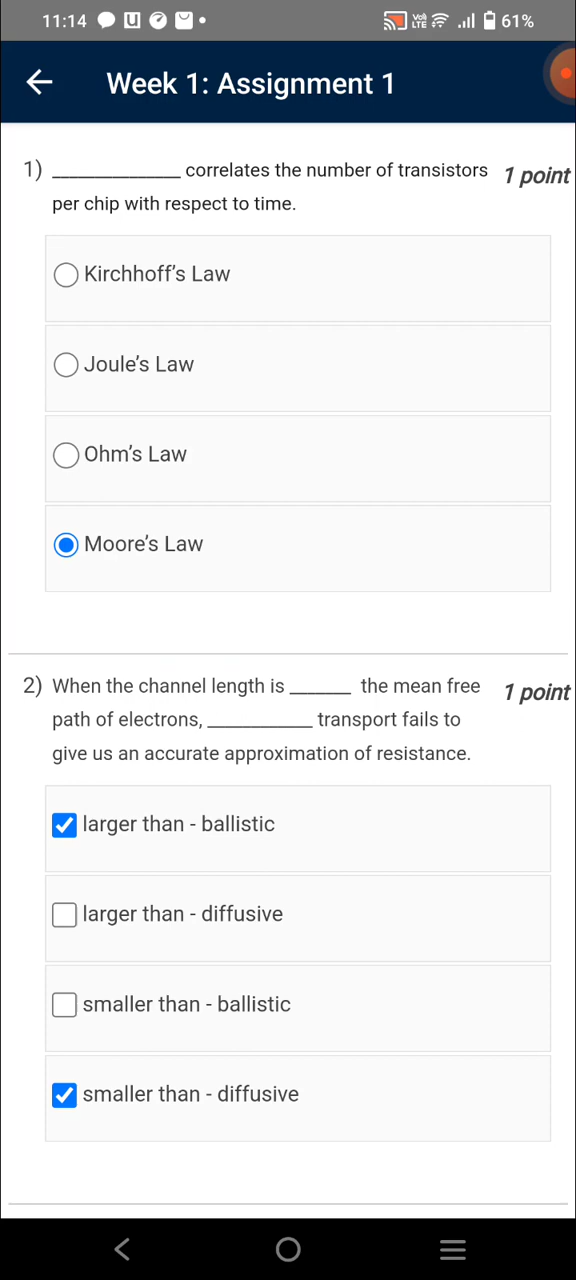 11:14 61%
Vo) LTE
Week 1: Assignment 1
1) ____________ correlates the number of transistors 1 point
per chip with respect to time.
Kirchhoff's Law
Joule's Law
Ohm's Law
Moore's Law
2) When the channel length is ______ the mean free 1 point
path of electrons, __________ transport fails to
give us an accurate approximation of resistance.
larger than - ballistic
larger than - diffusive
smaller than - ballistic
smaller than - diffusive